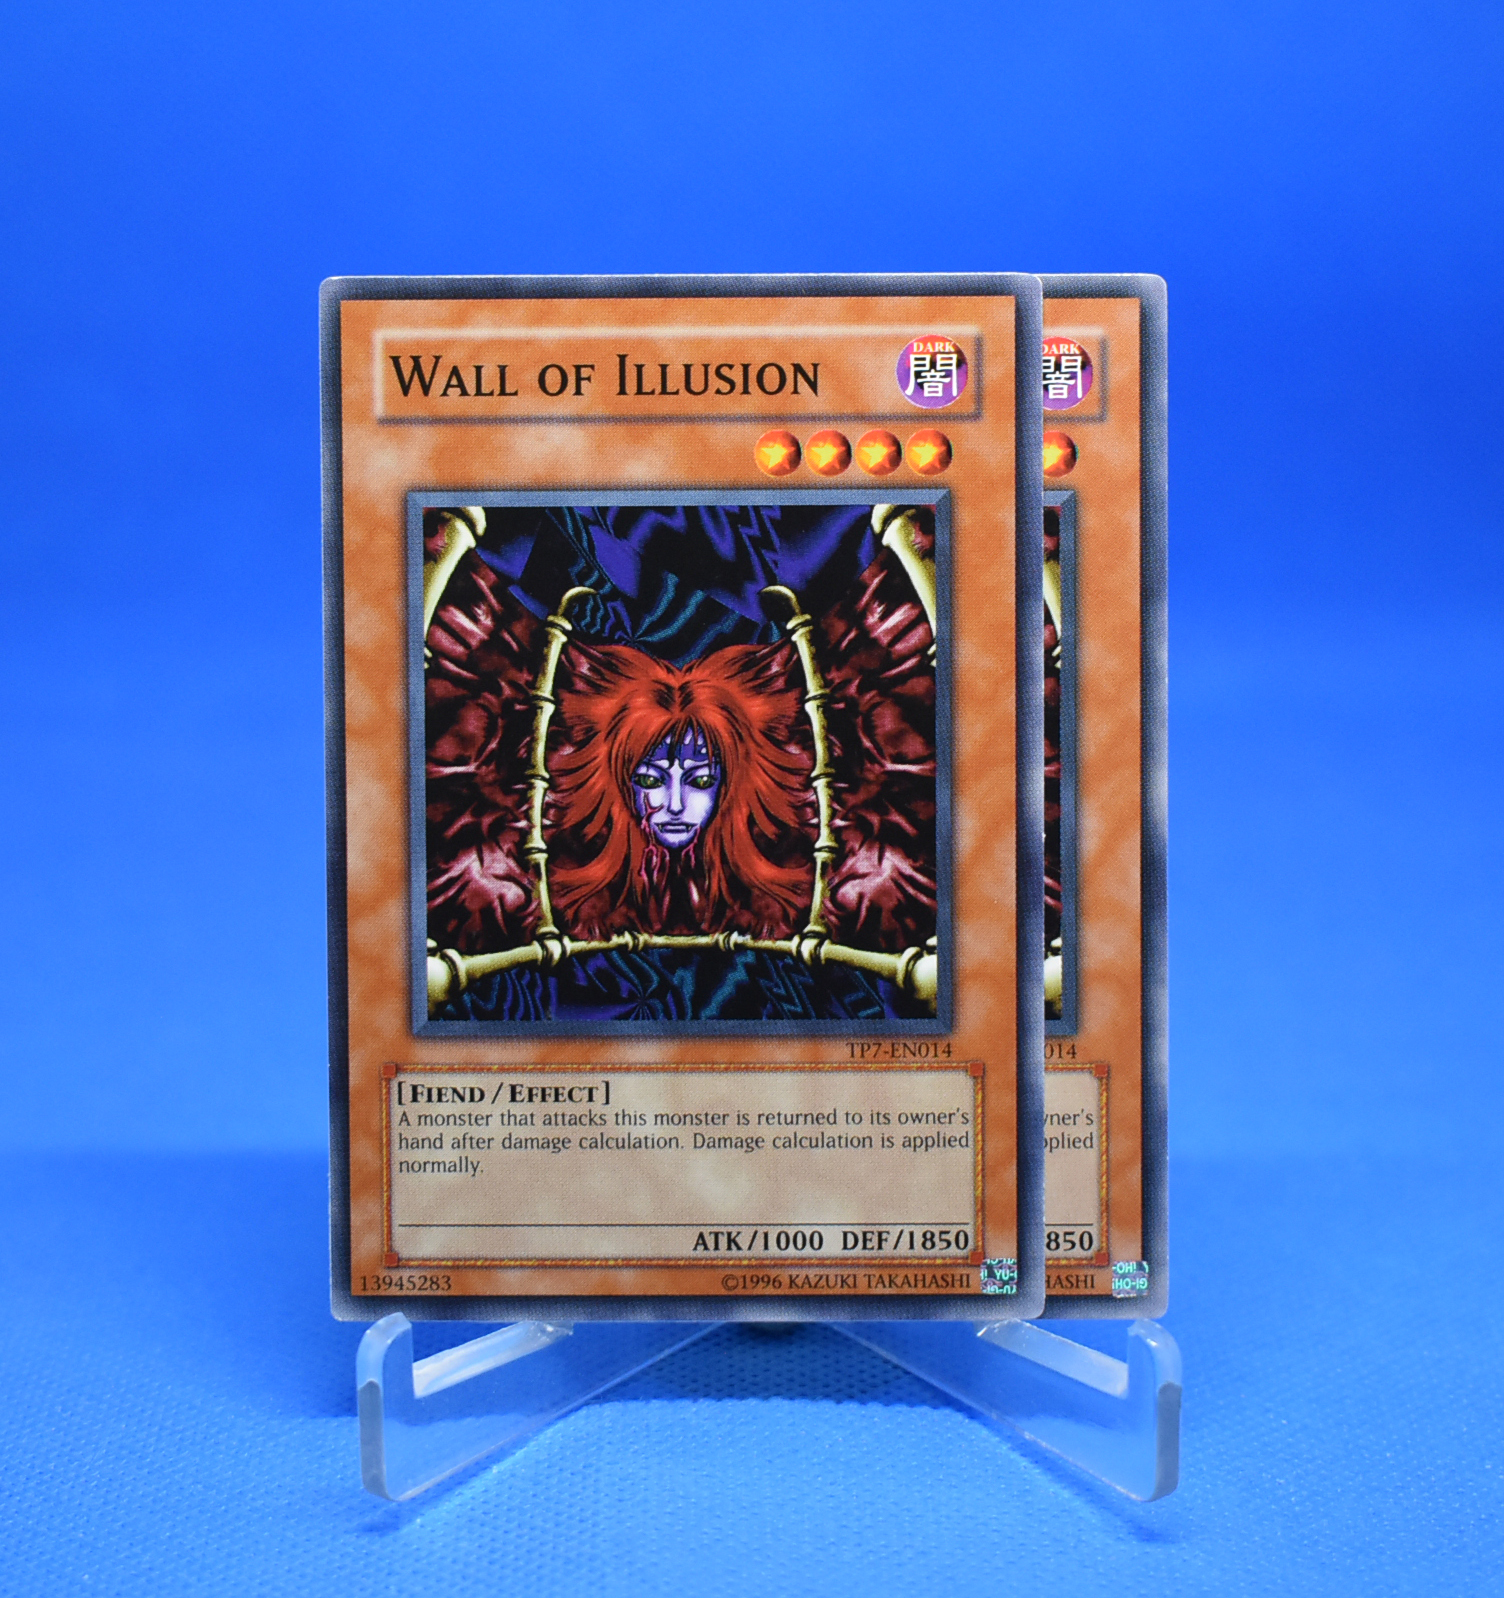 WALL OF ILLUSION
DARK
闇
DARK
闇
TP7-EN014
014
[FIEND/EFFECT]
A monster that attacks this monster is returned to its owner's
hand after damage calculation. Damage calculation is applied
normally.
ATK/1000 DEF/1850
13945283
©1996 KAZUKI TAKAHASHI
wner's
pplied
850
HASHI